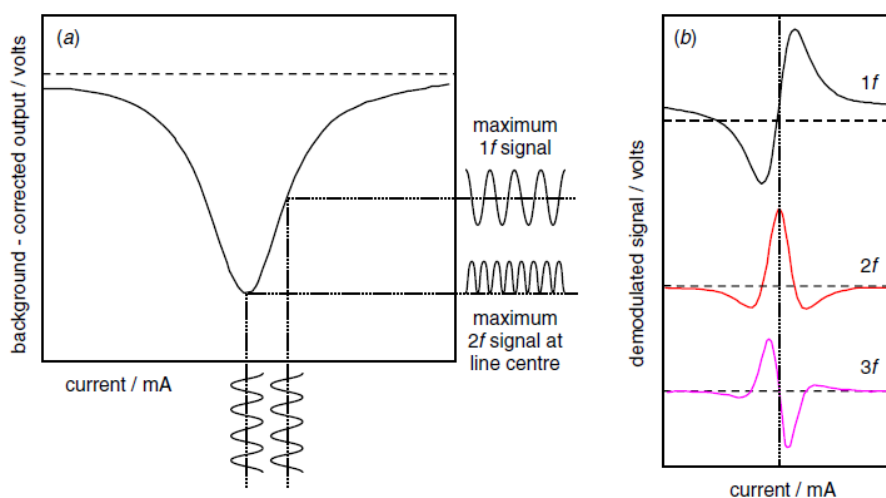 (a)
background - corrected output / volts
current / mA
maximum
1f signal
maximum
2f signal at
line centre
(b)
demodulated signal / volts
1f
2f
3f
current / mA